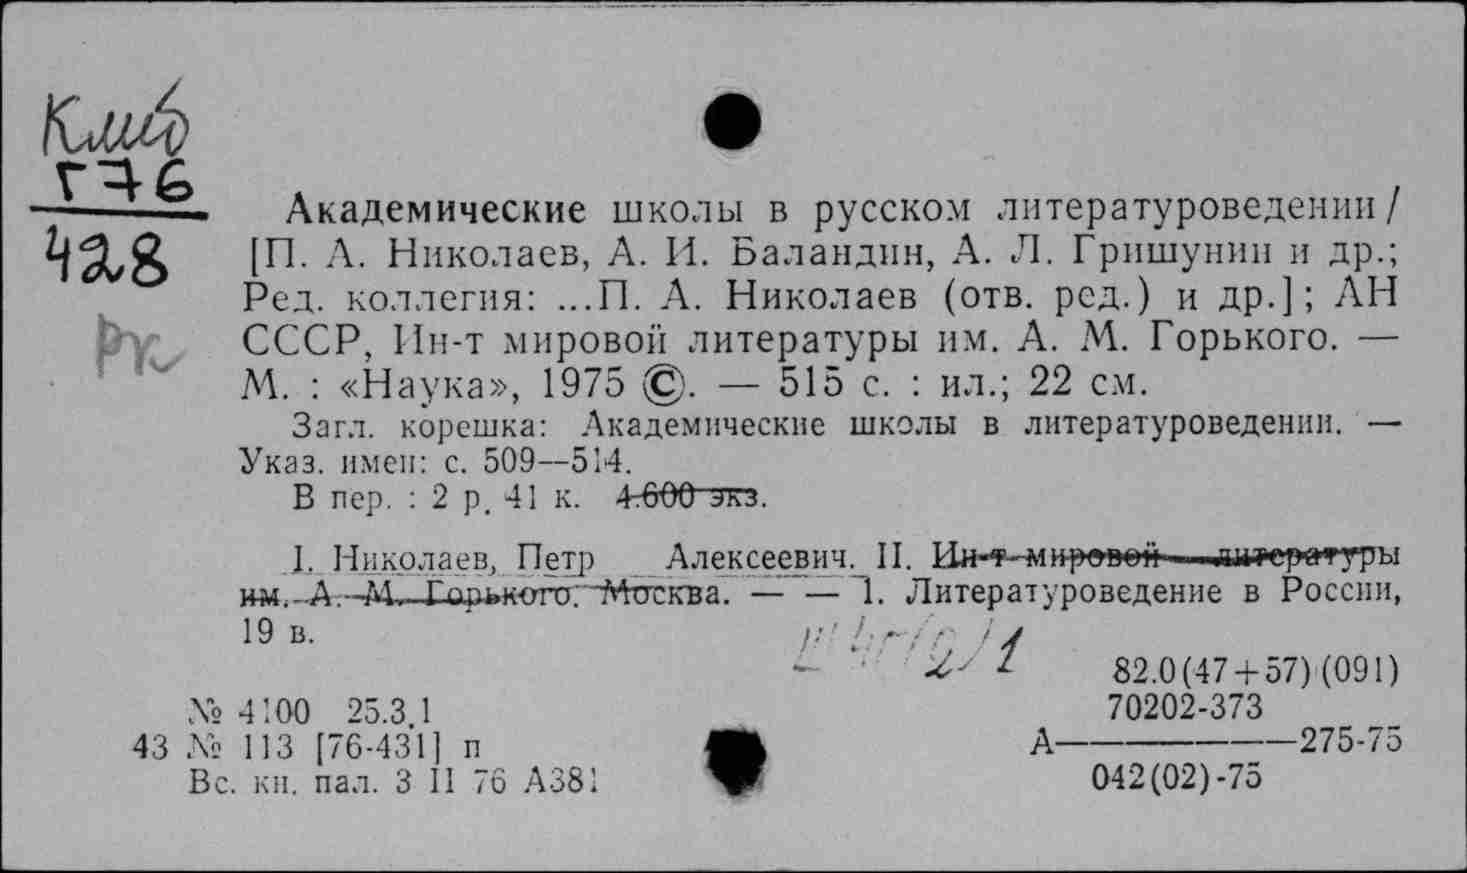 Г76
428
Академические школы в русском литературоведении /
[П. А. Николаев, А. И. Баландин, А. Л. Гришунин и др.;
Ред. коллегия: ...П. А. Николаев (отв. ред.) и др.]; АН
СССР, Ин-т мировой литературы им. А. М. Горького. —
М. : «Наука», 1975 ©. — 515 с. : ил.; 22 см.
Загл. корешка: Академические школы в литературоведении. —
Указ. имен: с. 509—514.
В пер. : 2 р. 41 к. 4.600 экз.
I. Николаев, Петр Алексеевич. II. Ин-т мировой литературы
им. А. М. Горького. Москва. — — 1. Литературоведение в России,
19 в.
82.0(47+57)(091)
№ 4100 25.3.1
70202-373
43 № 113 [76-431] п
А—275-75
Вс. кн. пал. 3 II 76 А381
042(02)-75